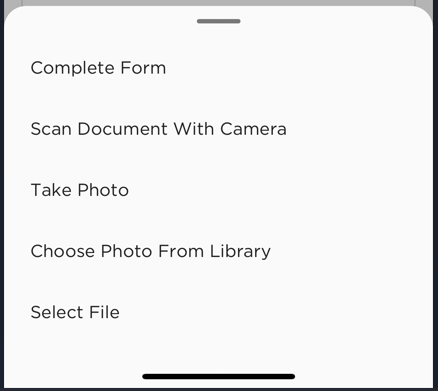 Complete Form
Scan Document With Camera
Take Photo
Choose Photo From Library
Select File